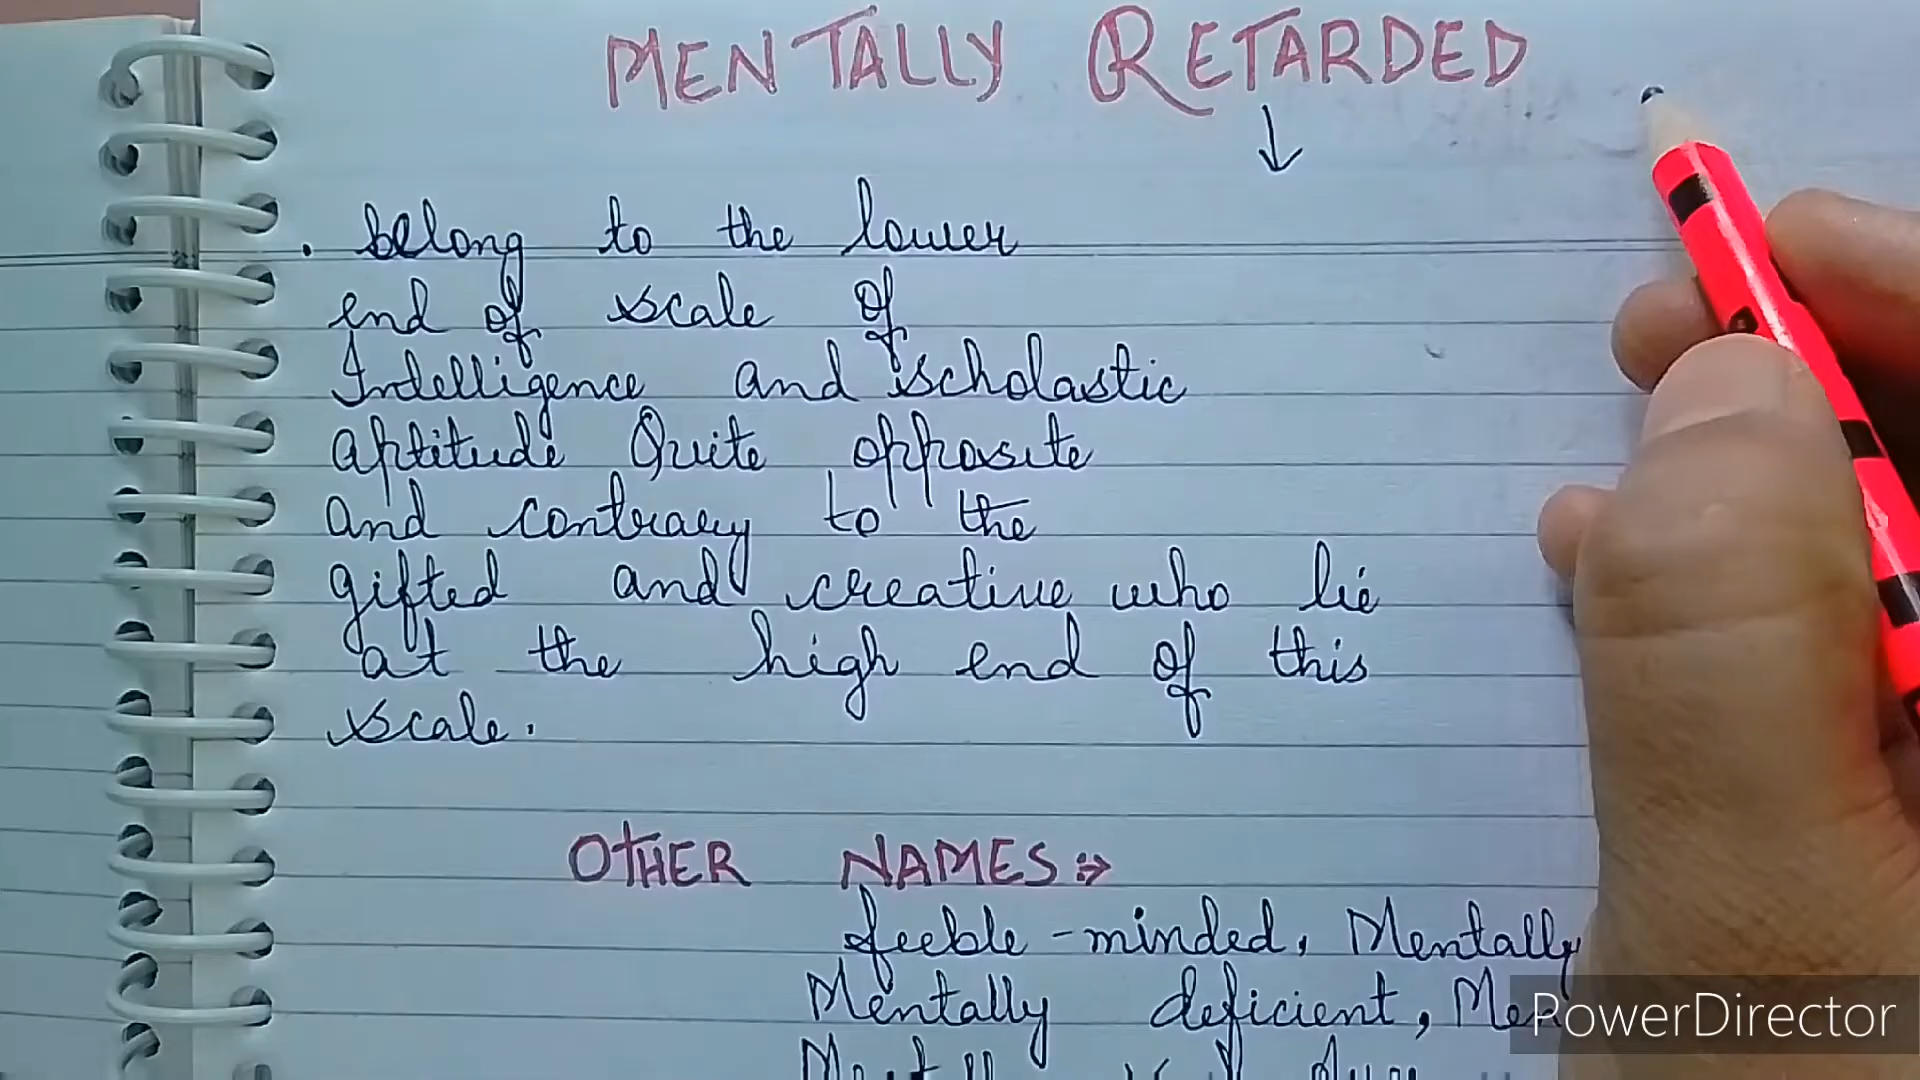 MENTALLY RETARDED
↓
. belong to the lower
end of scale of
Intelligence and scholastic
aptitude Quite opposite
and contrary to the
gifted and creative who lie
at the high end of this
scale.
OTHER NAMES :⇒
feeble-minded, Mentally
Mentally deficient,
PowerDirector